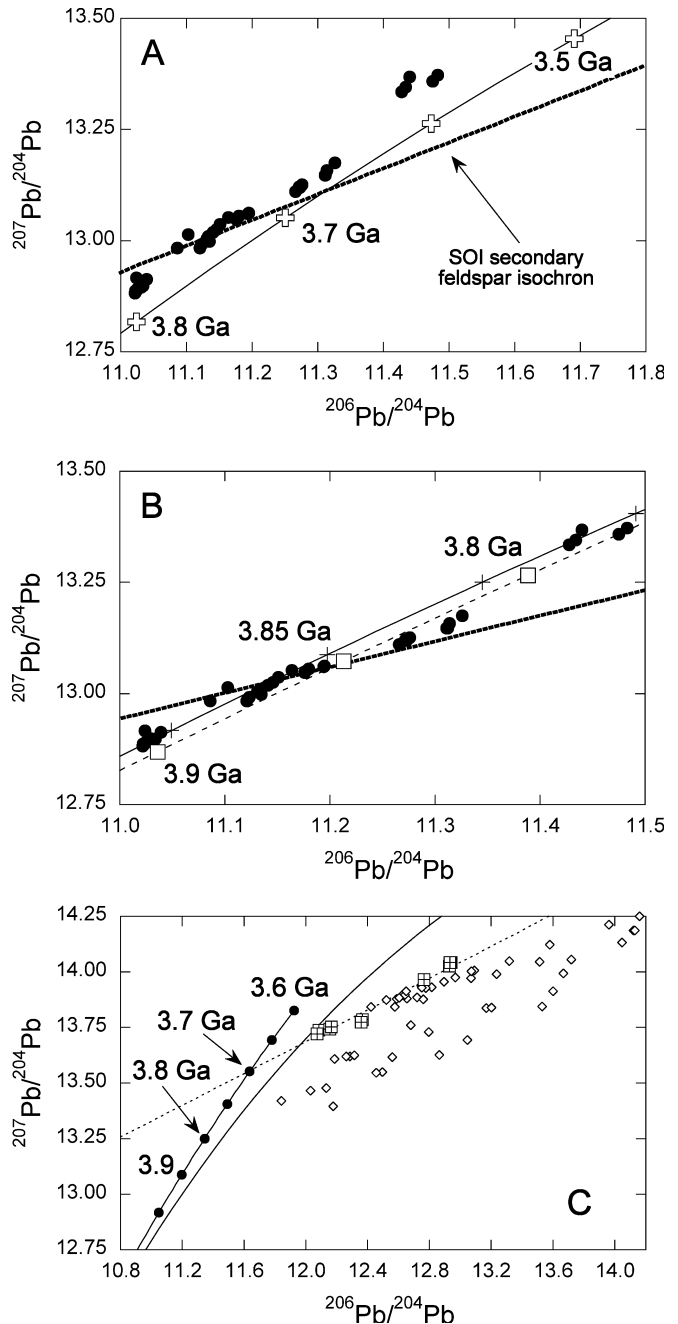 13.50
A
3.5 Ga
13.25
207Pb/204Pb
13.00
3.7 Ga
SOI secondary
feldspar isochron
3.8 Ga
12.75
11.0 11.1 11.2 11.3 11.4 11.5 11.6 11.7 11.8
206Pb/204Pb
13.50
B
3.8 Ga
13.25
3.85 Ga
207Pb/204Pb
13.00
3.9 Ga
12.75
11.0 11.1 11.2 11.3 11.4 11.5
206Pb/204Pb
14.25
14.00
3.6 Ga
3.7 Ga
13.75
3.8 Ga
207Pb/204Pb
13.50
13.25
3.9
13.00
C
12.75
10.8 11.2 11.6 12.0 12.4 12.8 13.2 13.6 14.0
206Pb/204Pb